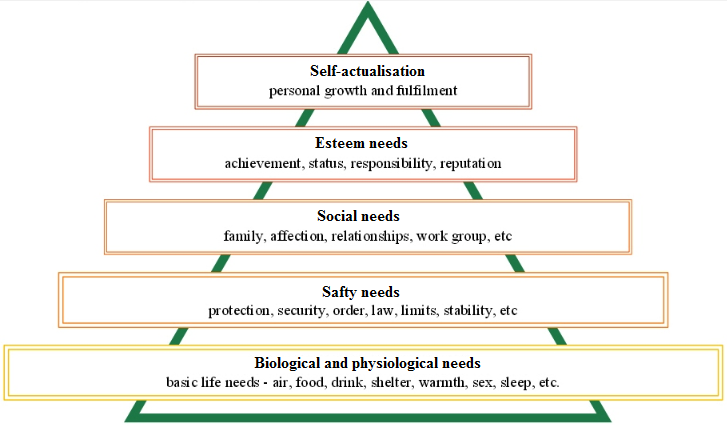 Self-actualisation
personal growth and fulfilment
Esteem needs
achievement, status, responsibility, reputation
Social needs
family, affection, relationships, work group, etc
Safty needs
protection, security, order, law, limits, stability, etc
Biological and physiological needs
basic life needs - air, food, drink, shelter, warmth, sex, sleep, etc.